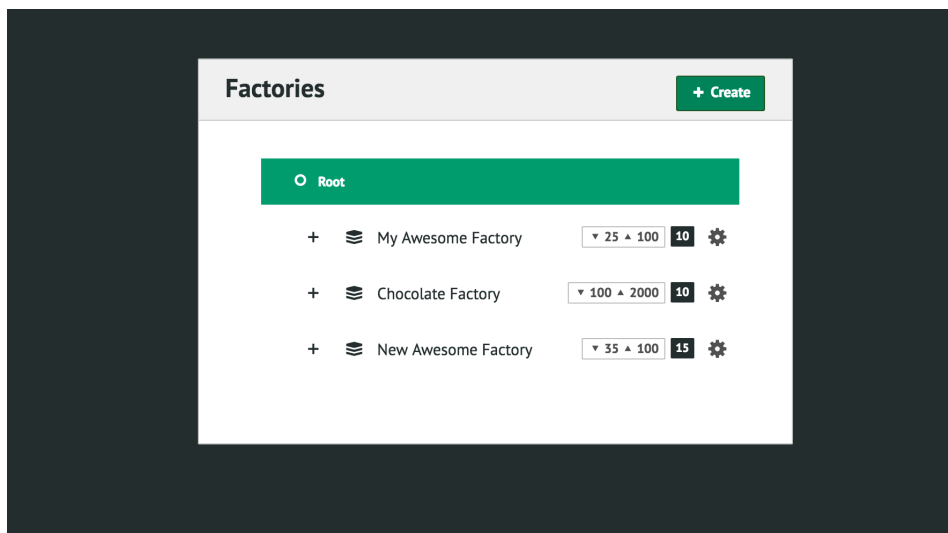 Factories
+ Create
Root
+ My Awesome Factory ▼ 25 ▲ 100 10
+ Chocolate Factory ▼ 100 ▲ 2000 10
+ New Awesome Factory ▼ 35 ▲ 100 15